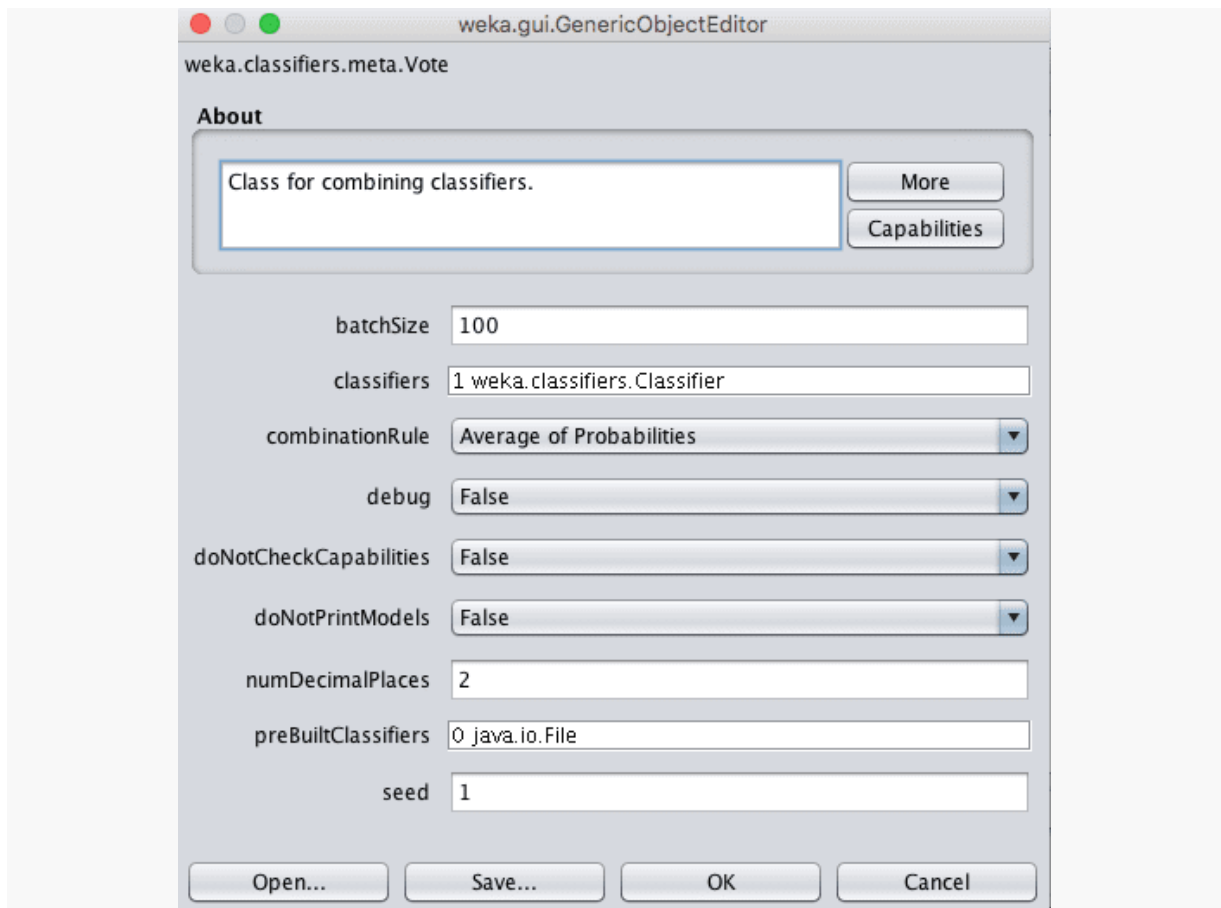 weka.gui.GenericObjectEditor
weka.classifiers.meta.Vote
About
Class for combining classifiers.
More
Capabilities
batchSize 100
classifiers 1 weka.classifiers.Classifier
combinationRule Average of Probabilities
debug False
doNotCheckCapabilities False
doNotPrintModels False
numDecimalPlaces 2
preBuiltClassifiers 0 java.io.File
seed 1
Open... Save... OK Cancel